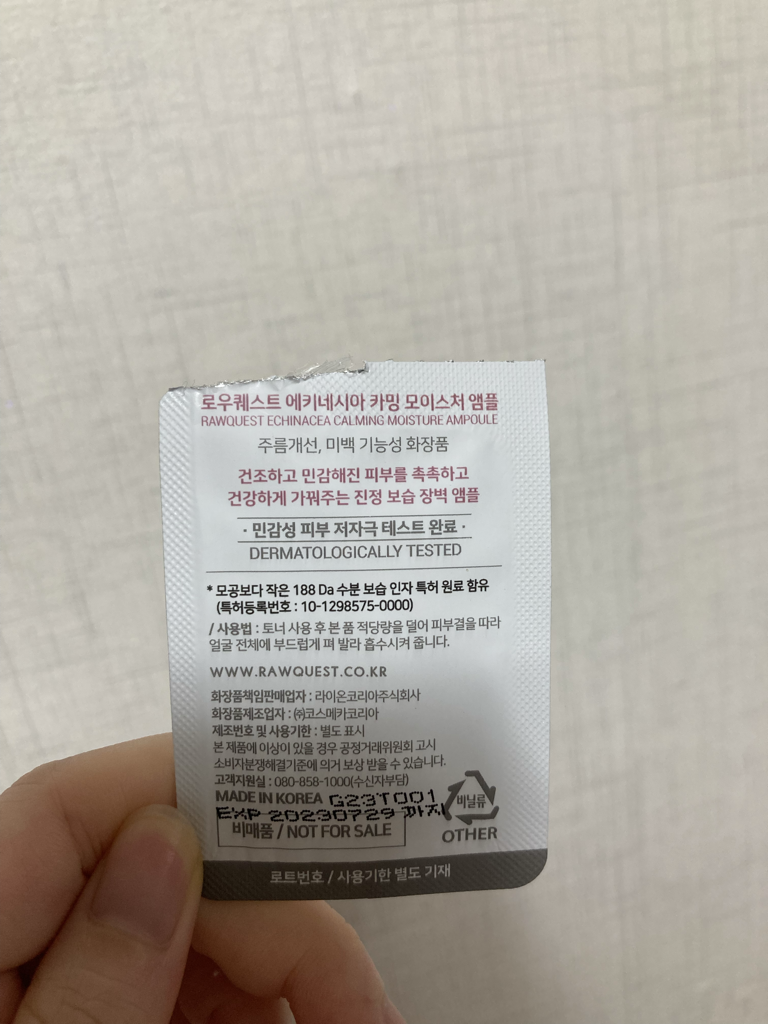 로우퀘스트 에키네시아 카밍 모이스처 앰플
RAWQUEST ECHINACEA CALMING MOISTURE AMPOULE
주름개선, 미백 기능성 화장품
건조하고 민감해진 피부를 촉촉하고
건강하게 가꿔주는 진정 보습 장벽 앰플
· 민감성 피부 저자극 테스트 완료 ·
DERMATOLOGICALLY TESTED
* 모공보다 작은 188 Da 수분 보습 인자 특허 원료 함유
(특허등록번호 : 10-1298575-0000)
/ 사용법 : 토너 사용 후 본 품 적당량을 덜어 피부결을 따라
얼굴 전체에 부드럽게 펴 발라 흡수시켜 줍니다.
WWW.RAWQUEST.CO.KR
화장품책임판매업자 : 라이온코리아주식회사
화장품제조업자 : ㈜코스메카코리아
제조번호 및 사용기한 : 별도 표시
본 제품에 이상이 있을 경우 공정거래위원회 고시
소비자분쟁해결기준에 의거 보상 받을 수 있습니다.
고객지원실 : 080-858-1000(수신자부담)
MADE IN KOREA G23T001
EXP 20230729 까지
비매품 / NOT FOR SALE
비닐류
OTHER
로트번호 / 사용기한 별도 기재